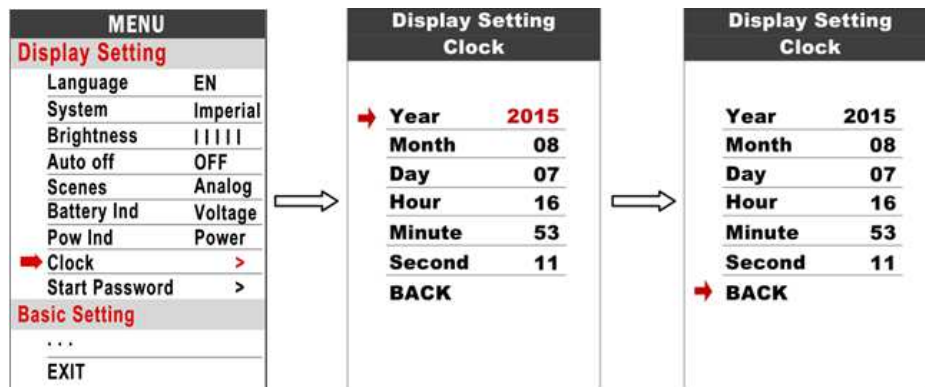 MENU
Display Setting
Language EN
System Imperial
Brightness | | | | |
Auto off OFF
Scenes Analog
Battery Ind Voltage
Pow Ind Power
Clock >
Start Password >
Basic Setting
. . .
EXIT
Display Setting
Clock
Year 2015
Month 08
Day 07
Hour 16
Minute 53
Second 11
BACK
Display Setting
Clock
Year 2015
Month 08
Day 07
Hour 16
Minute 53
Second 11
BACK